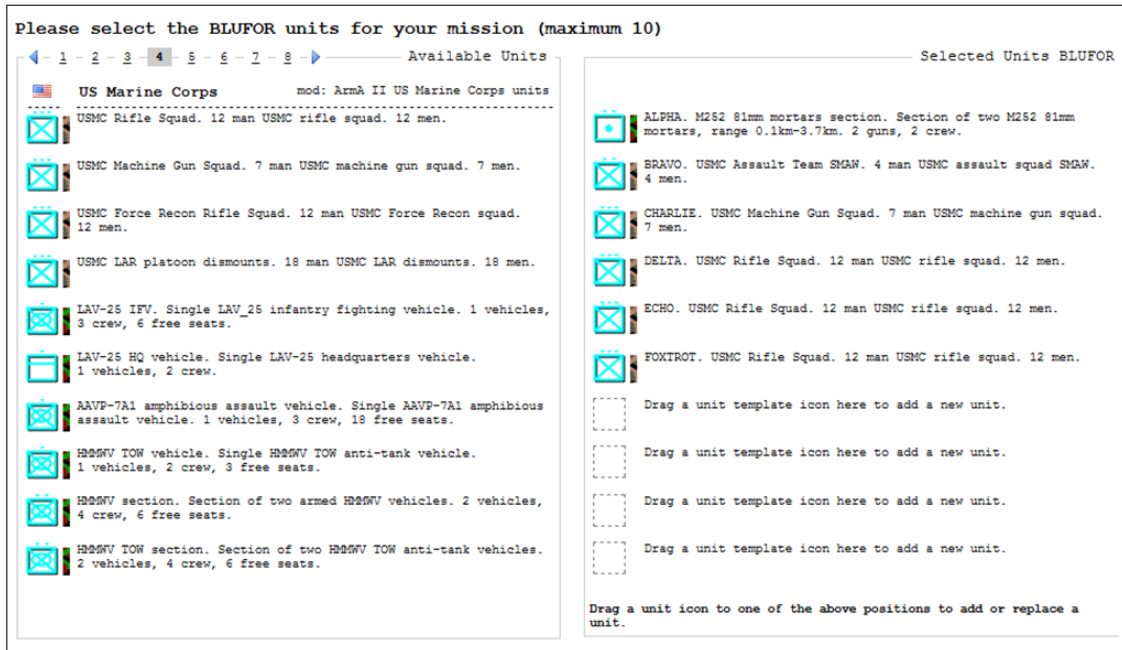 Please select the BLUFOR units for your mission (maximum 10)
1 - 2 - 3 - 4 - 5 - 6 - 7 - 8 - Available Units
US Marine Corps mod: ArmA II US Marine Corps units
USMC Rifle Squad. 12 man USMC rifle squad. 12 men.
USMC Machine Gun Squad. 7 man USMC machine gun squad. 7 men.
USMC Force Recon Rifle Squad. 12 man USMC Force Recon squad.
12 men.
USMC LAR platoon dismounts. 18 man USMC LAR dismounts. 18 men.
LAV-25 IFV. Single LAV_25 infantry fighting vehicle. 1 vehicles,
3 crew, 6 free seats.
LAV-25 HQ vehicle. Single LAV-25 headquarters vehicle.
1 vehicles, 2 crew.
AAVP-7A1 amphibious assault vehicle. Single AAVP-7A1 amphibious
assault vehicle. 1 vehicles, 3 crew, 18 free seats.
HMMWV TOW vehicle. Single HMMWV TOW anti-tank vehicle.
1 vehicles, 2 crew, 3 free seats.
HMMWV section. Section of two armed HMMWV vehicles. 2 vehicles,
4 crew, 6 free seats.
HMMWV TOW section. Section of two HMMWV TOW anti-tank vehicles.
2 vehicles, 4 crew, 6 free seats.
Selected Units BLUFOR
ALPHA. M252 81mm mortars section. Section of two M252 81mm
mortars, range 0.1km-3.7km. 2 guns, 2 crew.
BRAVO. USMC Assault Team SMAW. 4 man USMC assault squad SMAW.
4 men.
CHARLIE. USMC Machine Gun Squad. 7 man USMC machine gun squad.
7 men.
DELTA. USMC Rifle Squad. 12 man USMC rifle squad. 12 men.
ECHO. USMC Rifle Squad. 12 man USMC rifle squad. 12 men.
FOXTROT. USMC Rifle Squad. 12 man USMC rifle squad. 12 men.
Drag a unit template icon here to add a new unit.
Drag a unit template icon here to add a new unit.
Drag a unit template icon here to add a new unit.
Drag a unit template icon here to add a new unit.
Drag a unit icon to one of the above positions to add or replace a
unit.